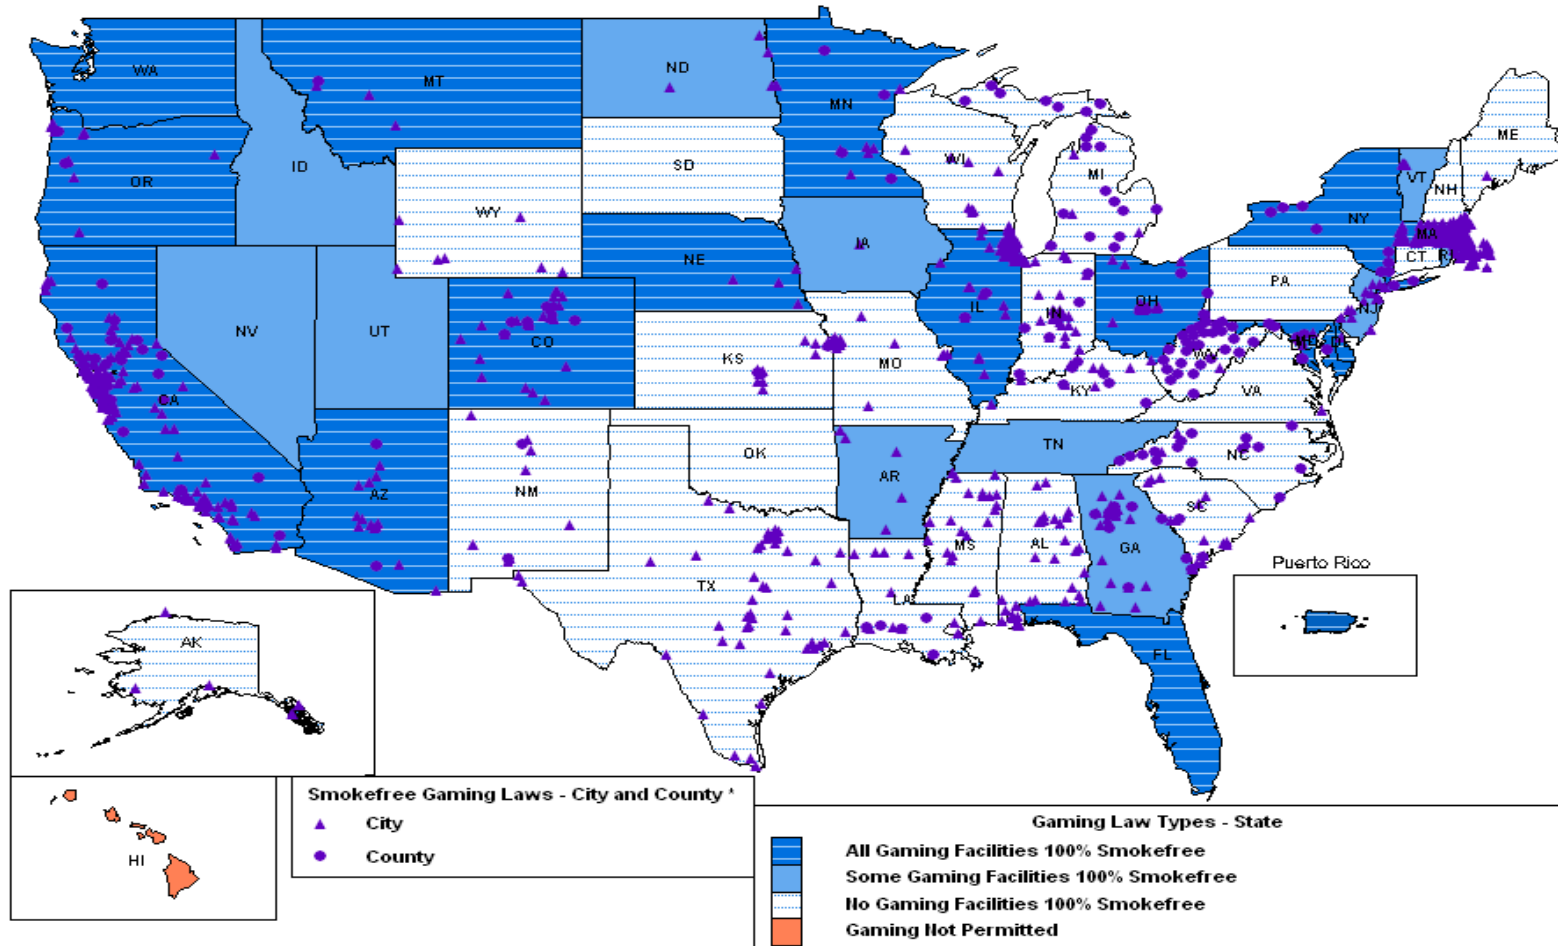 WA
MT
ND
MN
ME
ID
OR
SD
WI
MI
VT
NH
WY
NY
MA
IA
NE
CT
RI
PA
NV
UT
CO
IL
IN
OH
NJ
KS
MO
WV
MD
DE
CA
KY
VA
AZ
NM
OK
AR
TN
NC
SC
MS
AL
GA
TX
LA
FL
Puerto Rico
AK
HI
Smokefree Gaming Laws - City and County *
City
County
Gaming Law Types - State
All Gaming Facilities 100% Smokefree
Some Gaming Facilities 100% Smokefree
No Gaming Facilities 100% Smokefree
Gaming Not Permitted